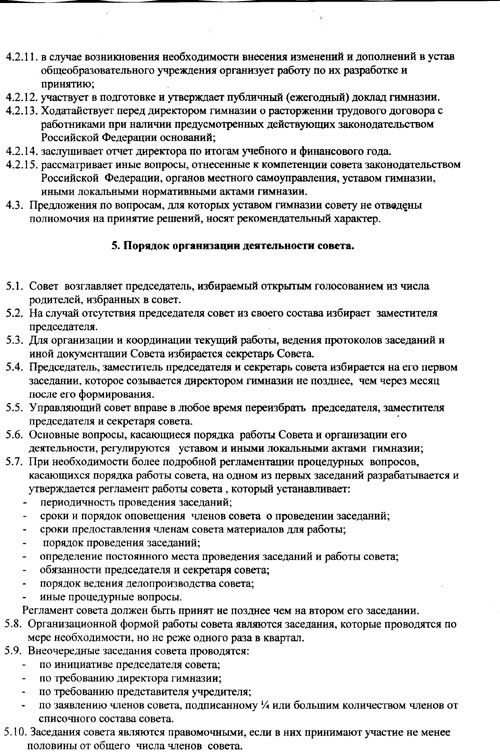 4.2.11. в случае возникновения необходимости внесения изменений и дополнений в устав
общеобразовательного учреждения организует работу по их разработке и
принятию;
4.2.12. участвует в подготовке и утверждает публичный (ежегодный) доклад гимназии.
4.2.13. Ходатайствует перед директором гимназии о расторжении трудового договора с
работниками при наличии предусмотренных действующих законодательством
Российской Федерации оснований;
4.2.14. заслушивает отчет директора по итогам учебного и финансового года.
4.2.15. рассматривает иные вопросы, отнесенные к компетенции совета законодательством
Российской Федерации, органов местного самоуправления, уставом гимназии,
иными локальными нормативными актами гимназии.
4.3. Предложения по вопросам, для которых уставом гимназии совету не отведены
полномочия на принятие решений, носят рекомендательный характер.
5. Порядок организации деятельности совета.
5.1. Совет возглавляет председатель, избираемый открытым голосованием из числа
родителей, избранных в совет.
5.2. На случай отсутствия председателя совет из своего состава избирает заместителя
председателя.
5.3. Для организации и координации текущий работы, ведения протоколов заседаний и
иной документации Совета избирается секретарь Совета.
5.4. Председатель, заместитель председателя и секретарь совета избирается на его первом
заседании, которое созывается директором гимназии не позднее, чем через месяц
после его формирования.
5.5. Управляющий совет вправе в любое время переизбрать председателя, заместителя
председателя и секретаря совета.
5.6. Основные вопросы, касающиеся порядка работы Совета и организации его
деятельности, регулируются уставом и иными локальными актами гимназии;
5.7. При необходимости более подробной регламентации процедурных вопросов,
касающихся порядка работы совета, на одном из первых заседаний разрабатывается и
утверждается регламент работы совета , который устанавливает:
- периодичность проведения заседаний;
- сроки и порядок оповещения членов совета о проведении заседаний;
- сроки предоставления членам совета материалов для работы;
- порядок проведения заседаний;
- определение постоянного места проведения заседаний и работы совета;
- обязанности председателя и секретаря совета;
- порядок ведения делопроизводства совета;
- иные процедурные вопросы.
Регламент совета должен быть принят не позднее чем на втором его заседании.
5.8. Организационной формой работы совета являются заседания, которые проводятся по
мере необходимости, но не реже одного раза в квартал.
5.9. Внеочередные заседания совета проводятся:
- по инициативе председателя совета;
- по требованию директора гимназии;
- по требованию представителя учредителя;
- по заявлению членов совета, подписанному ¼ или большим количеством членов от
списочного состава совета.
5.10. Заседания совета являются правомочными, если в них принимают участие не менее
половины от общего числа членов совета.